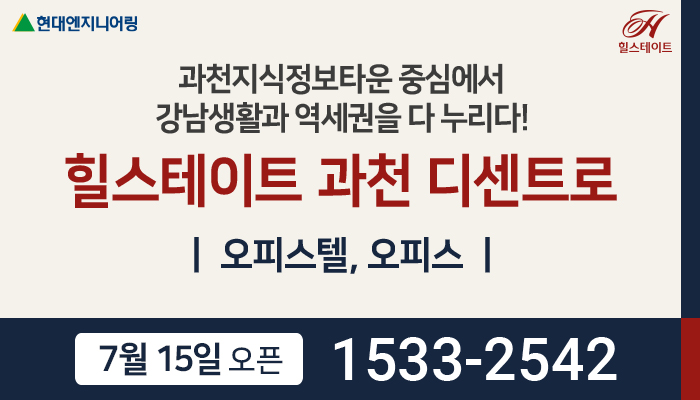 현대엔지니어링
힐스테이트
과천지식정보타운 중심에서
강남생활과 역세권을 다 누리다!
힐스테이트 과천 디센트로
| 오피스텔, 오피스 |
7월 15일 오픈
1533-2542